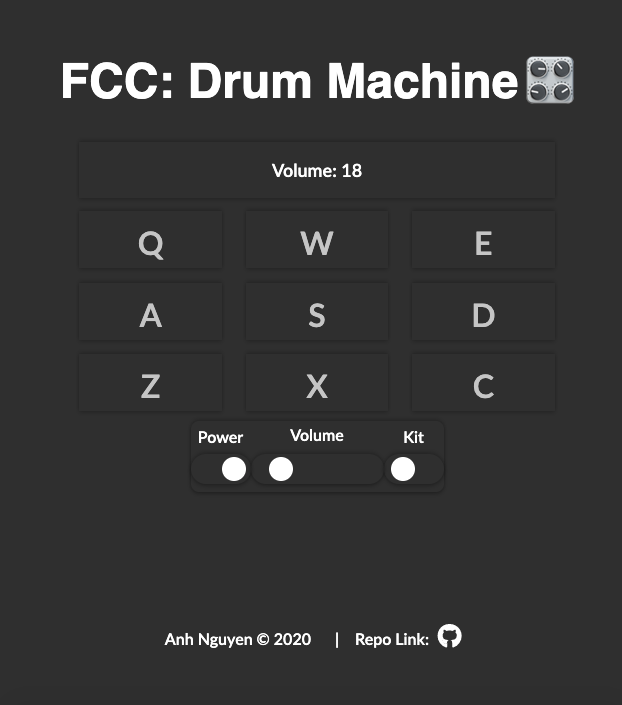 FCC: Drum Machine🎛️
Volume: 18
Q W E
A S D
Z X C
Power Volume Kit
Anh Nguyen © 2020 | Repo Link: